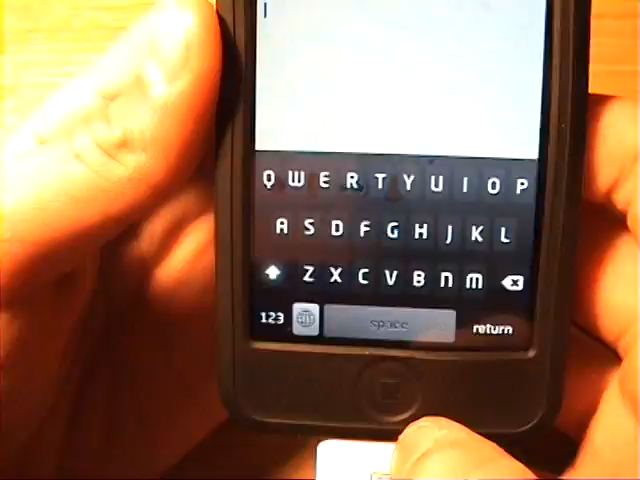 Q W E R T Y U I O P
A S D F G H J K L
Z X C V B N M
123 space return